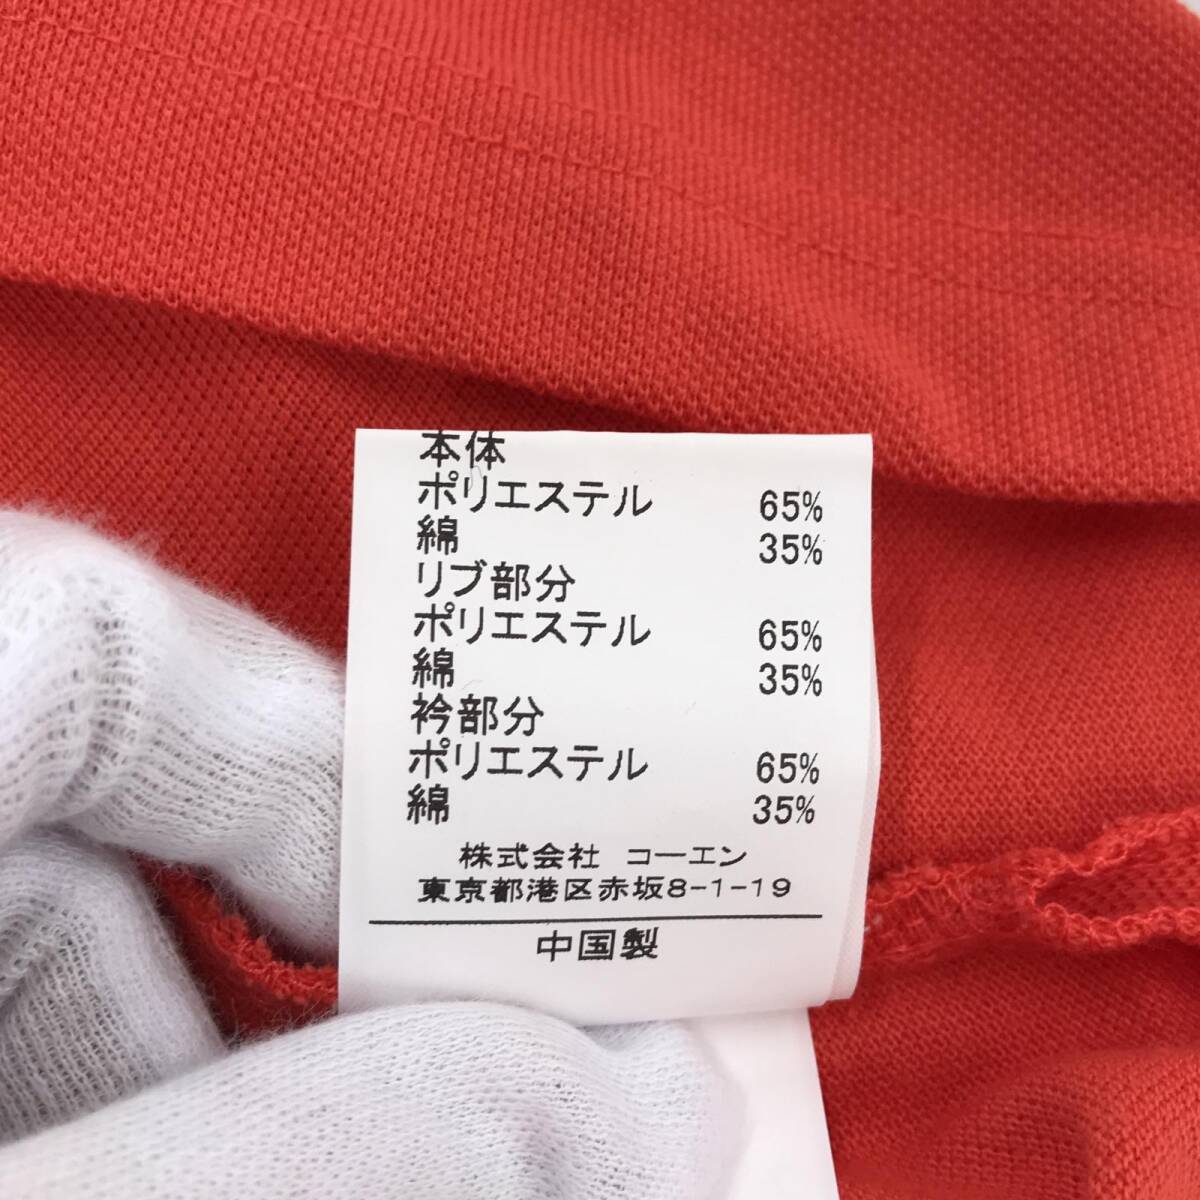 本体
ポリエステル 65%
綿 35%
リブ部分
ポリエステル 65%
綿 35%
衿部分
ポリエステル 65%
綿 35%
株式会社 コーエン
東京都港区赤坂8-1-19
中国製